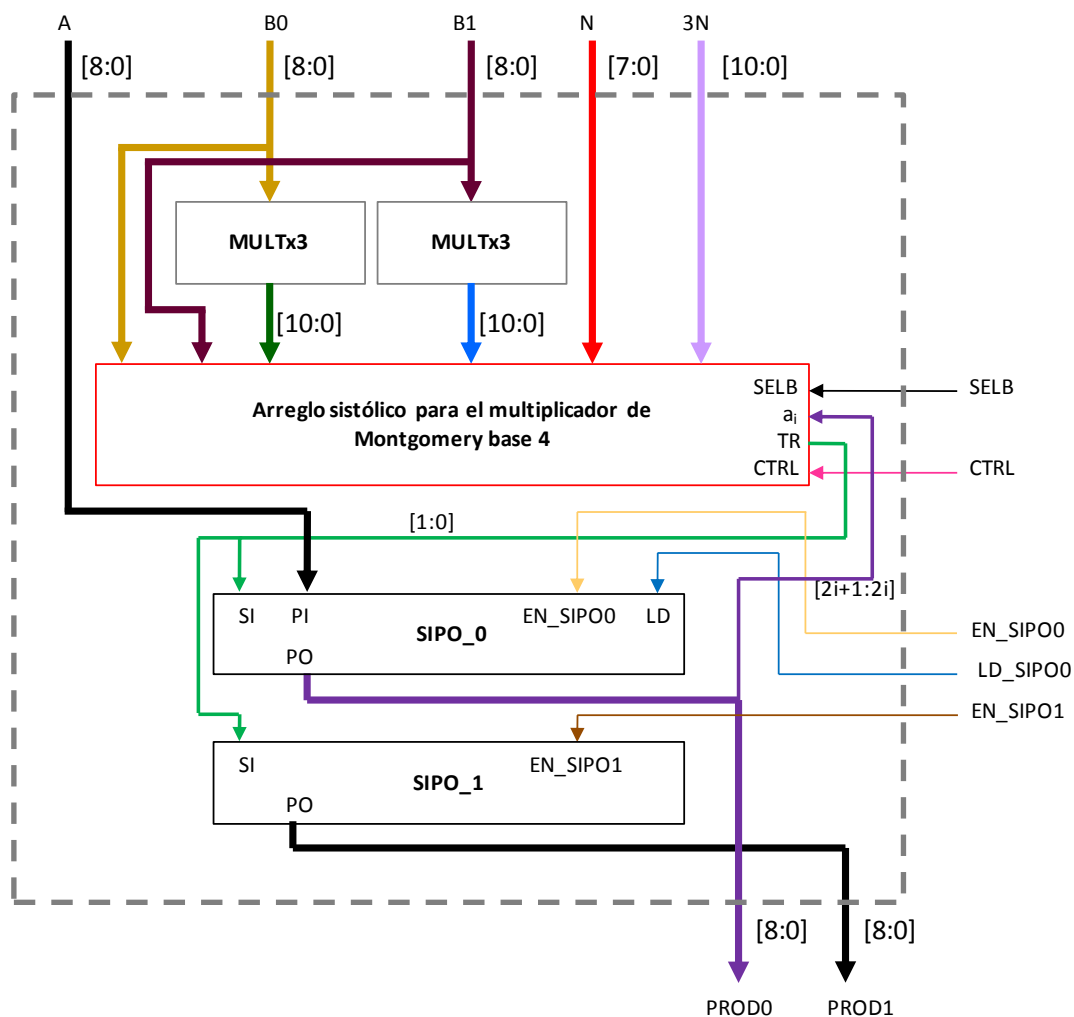 A B0 B1 N 3N
[8:0] [8:0] [8:0] [7:0] [10:0]
MULTx3 MULTx3
[10:0] [10:0]
SELB SELB
Arreglo sistólico para el multiplicador de
Montgomery base 4
a_i
TR
CTRL CTRL
[1:0]
[2i+1:2i]
SI PI EN_SIPO0 LD
SIPO_0
PO
EN_SIPO0
LD_SIPO0
EN_SIPO1
SI EN_SIPO1
SIPO_1
PO
[8:0] [8:0]
PROD0 PROD1